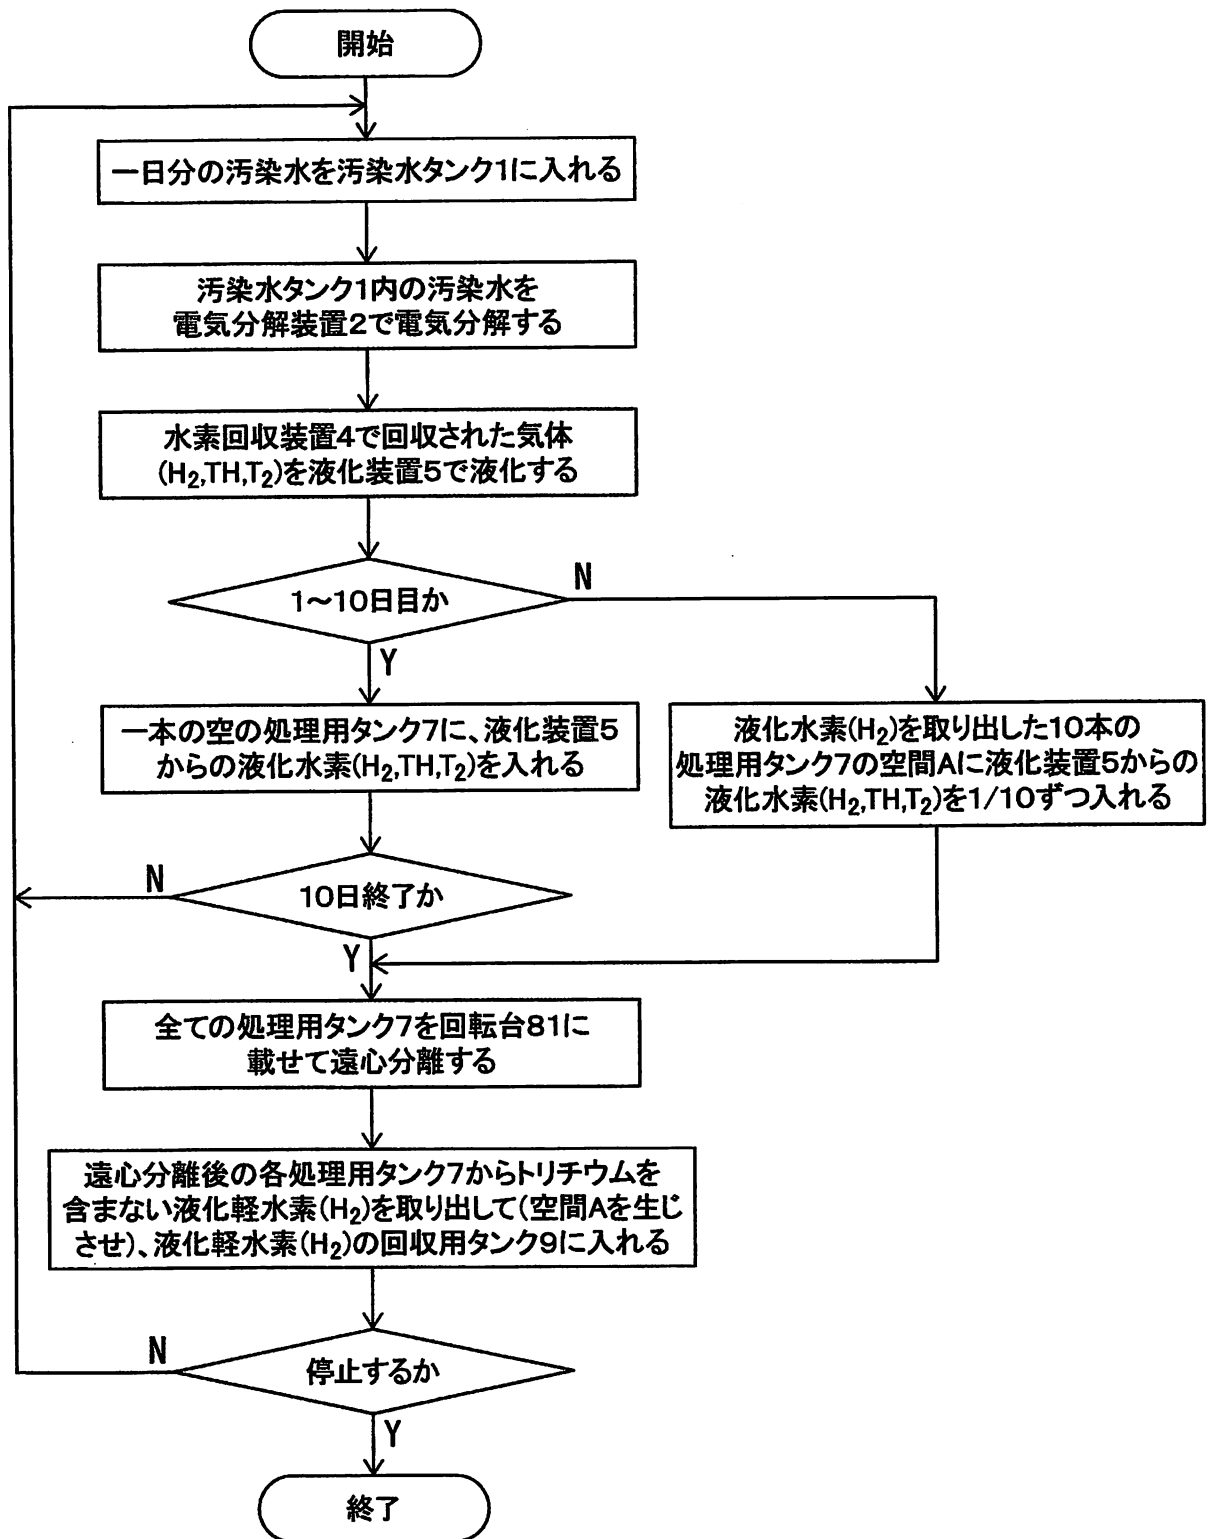 開始
一日分の汚染水を汚染水タンク1に入れる
汚染水タンク1内の汚染水を
電気分解装置2で電気分解する
水素回収装置4で回収された気体
(H₂,TH,T₂)を液化装置5で液化する
1〜10日目か
N
Y
一本の空の処理用タンク7に、液化装置5
からの液化水素(H₂,TH,T₂)を入れる
液化水素(H₂)を取り出した10本の
処理用タンク7の空間Aに液化装置5からの
液化水素(H₂,TH,T₂)を1/10ずつ入れる
N
10日終了か
Y
全ての処理用タンク7を回転台81に
載せて遠心分離する
遠心分離後の各処理用タンク7からトリチウムを
含まない液化軽水素(H₂)を取り出して(空間Aを生じ
させ)、液化軽水素(H₂)の回収用タンク9に入れる
N
停止するか
Y
終了